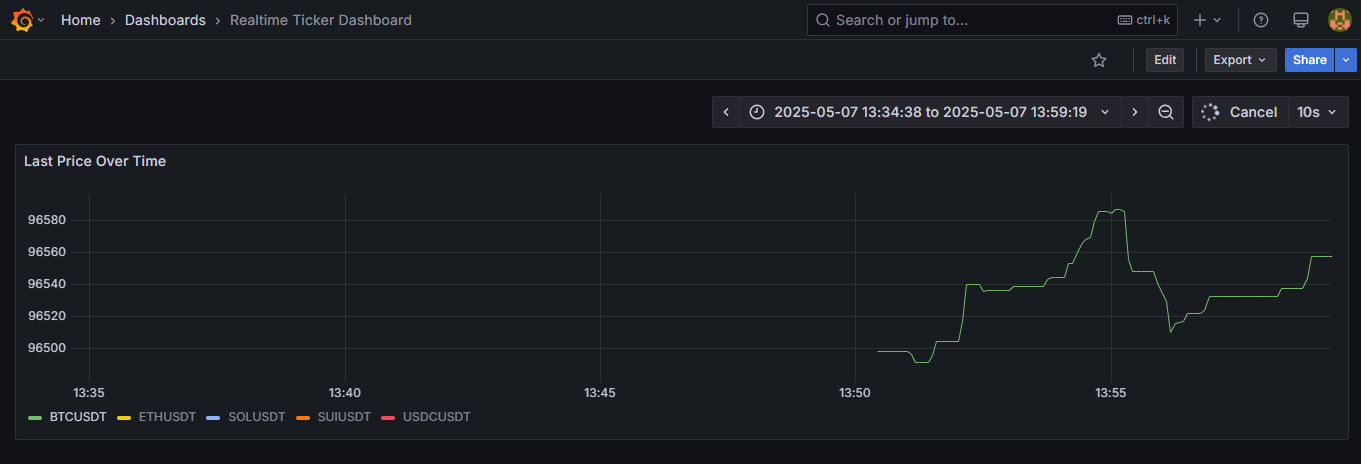 Home › Dashboards › Realtime Ticker Dashboard
Search or jump to... ctrl+k
Edit Export Share
2025-05-07 13:34:38 to 2025-05-07 13:59:19 Cancel 10s
Last Price Over Time
96580
96560
96540
96520
96500
13:35 13:40 13:45 13:50 13:55
BTCUSDT ETHUSDT SOLUSDT SUIUSDT USDCUSDT